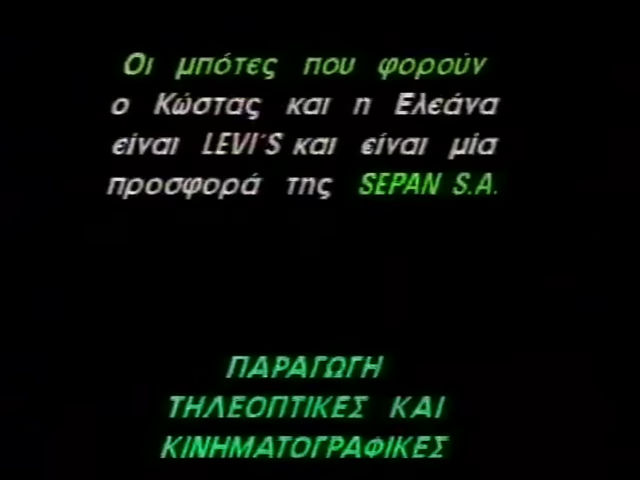 Οι μπότες που φορούν
ο Κώστας και η Ελεάνα
είναι LEVI'S και είναι μία
προσφορά της SEPAN S.A.
ΠΑΡΑΓΩΓΗ
ΤΗΛΕΟΠΤΙΚΕΣ ΚΑΙ
ΚΙΝΗΜΑΤΟΓΡΑΦΙΚΕΣ